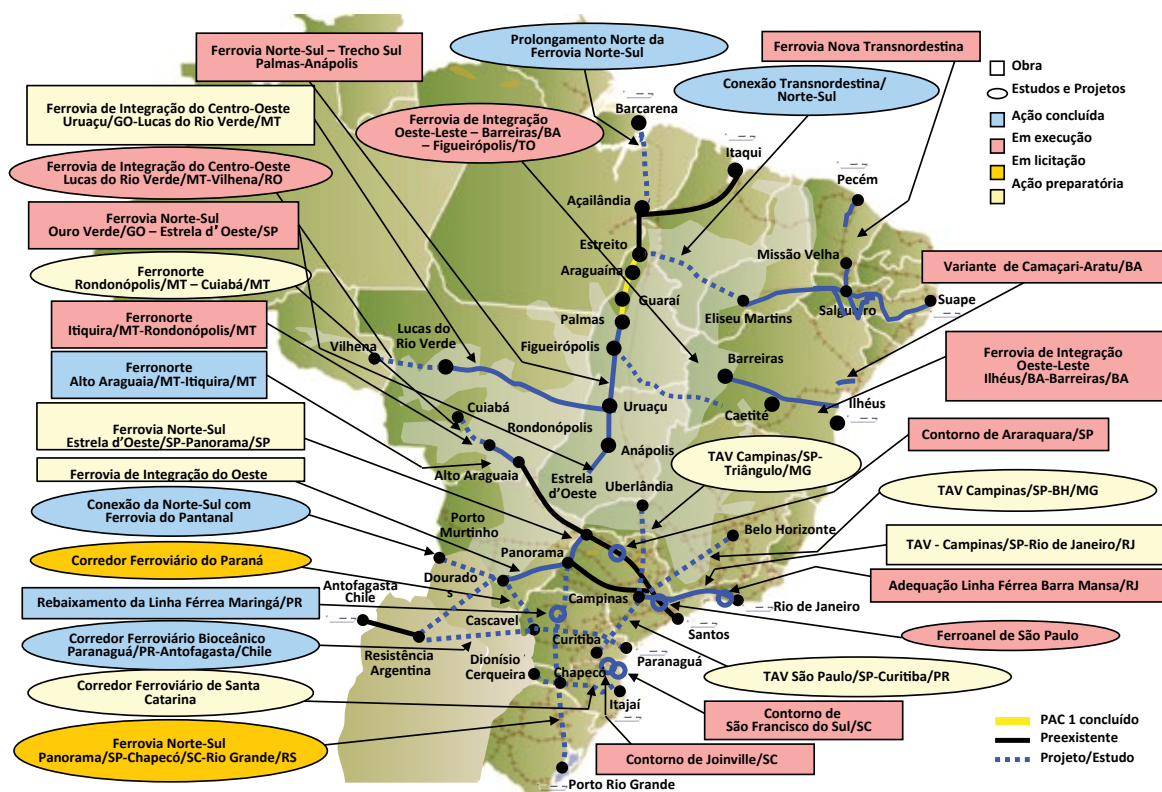 Ferrovia Norte-Sul – Trecho Sul
Palmas-Anápolis
Prolongamento Norte da
Ferrovia Norte-Sul
Ferrovia Nova Transnordestina
Obra
Estudos e Projetos
Ação concluída
Em execução
Em licitação
Ação preparatória
Ferrovia de Integração do Centro-Oeste
Uruaçu/GO-Lucas do Rio Verde/MT
Ferrovia de Integração
Oeste-Leste – Barreiras/BA
– Figueirópolis/TO
Conexão Transnordestina/
Norte-Sul
Ferrovia de Integração do Centro-Oeste
Lucas do Rio Verde/MT-Vilhena/RO
Ferrovia Norte-Sul
Ouro Verde/GO – Estrela d'Oeste/SP
Ferronorte
Rondonópolis/MT – Cuiabá/MT
Ferronorte
Itiquira/MT-Rondonópolis/MT
Ferronorte
Alto Araguaia/MT-Itiquira/MT
Ferrovia Norte-Sul
Estrela d'Oeste/SP-Panorama/SP
Ferrovia de Integração do Oeste
Conexão da Norte-Sul com
Ferrovia do Pantanal
Corredor Ferroviário do Paraná
Rebaixamento da Linha Férrea Maringá/PR
Corredor Ferroviário Bioceânico
Paranaguá/PR-Antofagasta/Chile
Corredor Ferroviário de Santa
Catarina
Ferrovia Norte-Sul
Panorama/SP-Chapecó/SC-Rio Grande/RS
Barcarena
Itaqui
Pecém
Açailândia
Estreito
Araguaína
Guaraí
Palmas
Figueirópolis
Missão Velha
Eliseu Martins
Salgueiro
Suape
Vilhena
Lucas do
Rio Verde
Barreiras
Caetité
Ilhéus
Cuiabá
Rondonópolis
Uruaçu
Anápolis
Alto Araguaia
Estrela
d'Oeste
Uberlândia
Belo Horizonte
Porto
Murtinho
Panorama
Dourado
s
Campinas
Rio de Janeiro
Santos
Antofagasta
Chile
Cascavel
Curitiba
Paranaguá
Resistência
Argentina
Dionísio
Cerqueira
Chapecó
Itajaí
Porto Rio Grande
Variante de Camaçari-Aratu/BA
Ferrovia de Integração
Oeste-Leste
Ilhéus/BA-Barreiras/BA
Contorno de Araraquara/SP
TAV Campinas/SP-
Triângulo/MG
TAV Campinas/SP-BH/MG
TAV - Campinas/SP-Rio de Janeiro/RJ
Adequação Linha Férrea Barra Mansa/RJ
Ferroanel de São Paulo
TAV São Paulo/SP-Curitiba/PR
Contorno de
São Francisco do Sul/SC
Contorno de Joinville/SC
PAC 1 concluído
Preexistente
Projeto/Estudo